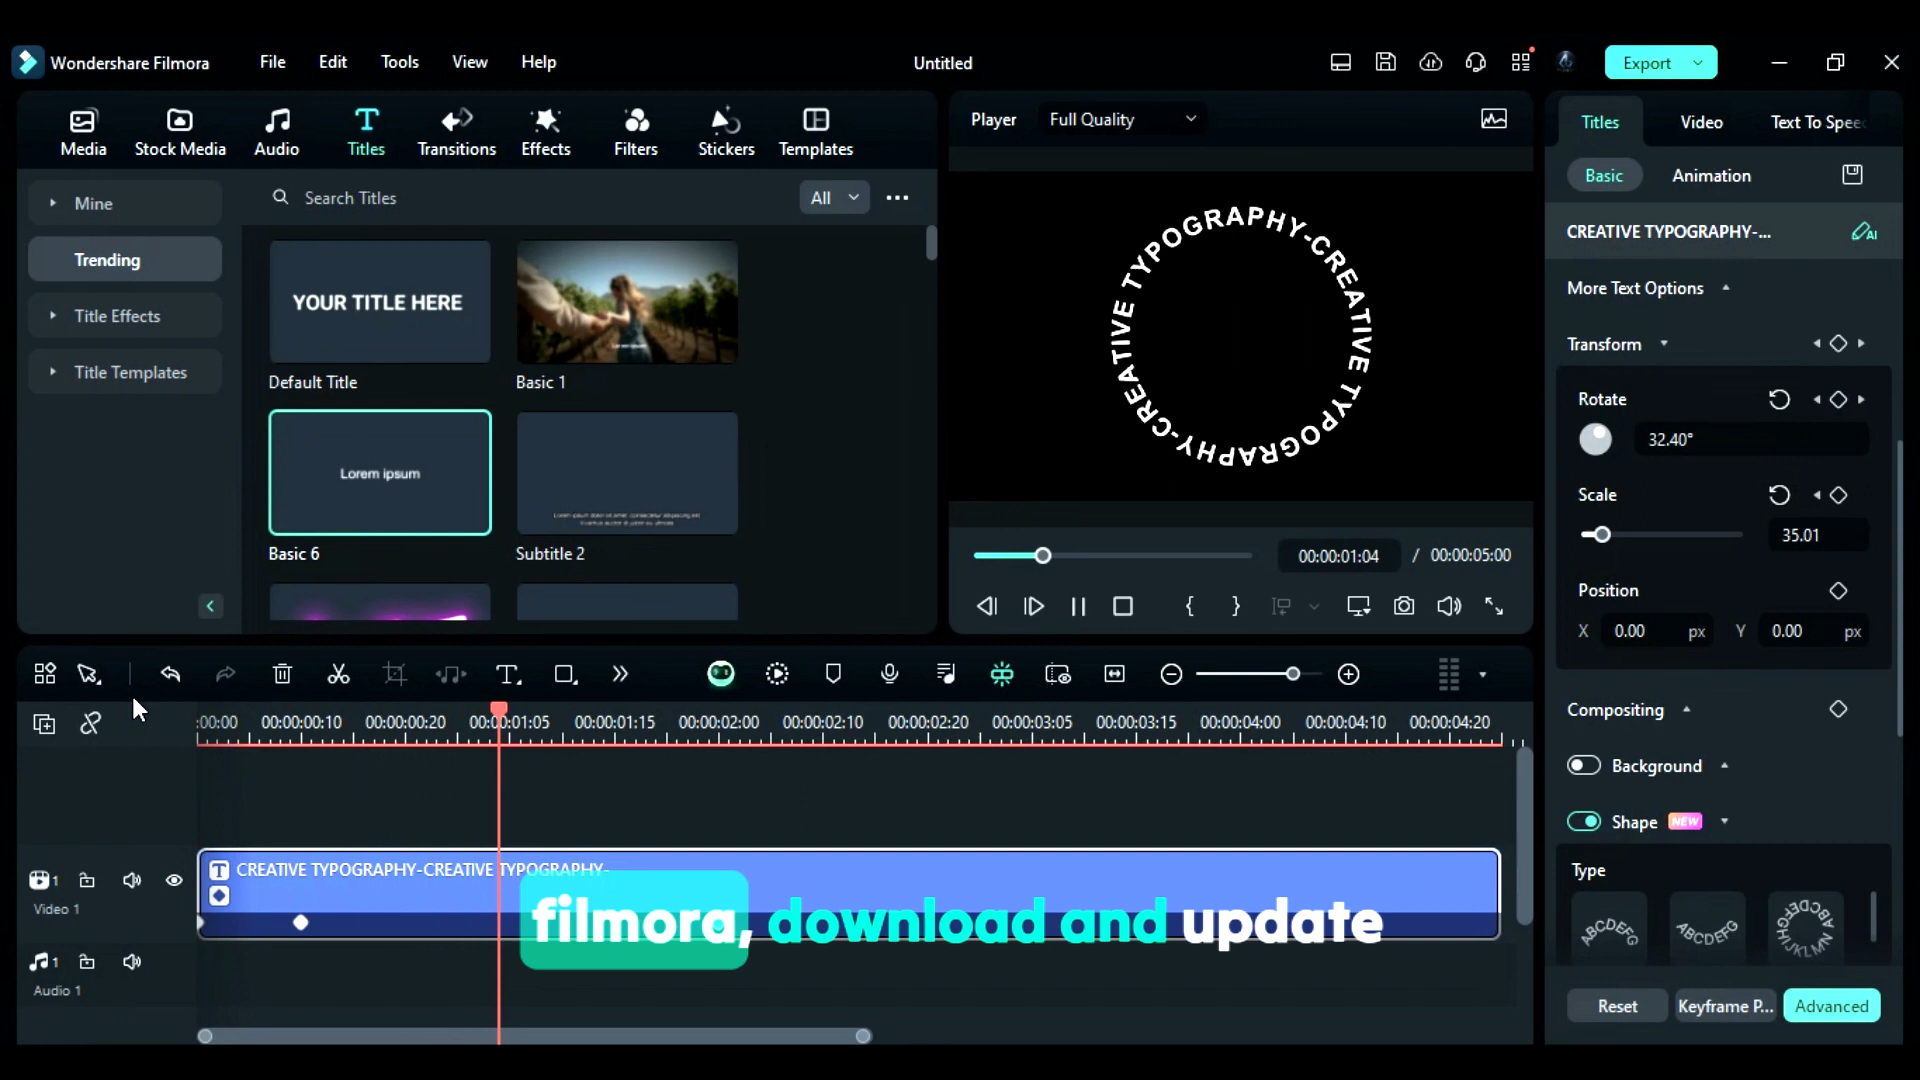 Wondershare Filmora
File
Edit
Tools
View
Help
Untitled
Export
Media
Stock Media
Audio
Titles
Transitions
Effects
Filters
Stickers
Templates
Player
Full Quality
Titles
Video
Text To Spee
Basic
Animation
Mine
Trending
Title Effects
Title Templates
Search Titles
All
YOUR TITLE HERE
Default Title
Basic 1
Lorem ipsum
Basic 6
Subtitle 2
CREATIVE TYPOGRAPHY-CREATIVE TYPOGRAPHY-
00:00:01:04 / 00:00:05:00
CREATIVE TYPOGRAPHY-...
AI
More Text Options
Transform
Rotate
32.40°
Scale
35.01
Position
X 0.00 px Y 0.00 px
Compositing
Background
Shape NEW
Type
ABCDEFG
ABCDEFG
ABCDEFGHIJKLMN
Reset
Keyframe P...
Advanced
:00:00 00:00:00:10 00:00:00:20 00:00:01:05 00:00:01:15 00:00:02:00 00:00:02:10 00:00:02:20 00:00:03:05 00:00:03:15 00:00:04:00 00:00:04:10 00:00:04:20
1
Video 1
T CREATIVE TYPOGRAPHY-CREATIVE TYPOGRAPHY-
filmora, download and update
1
Audio 1